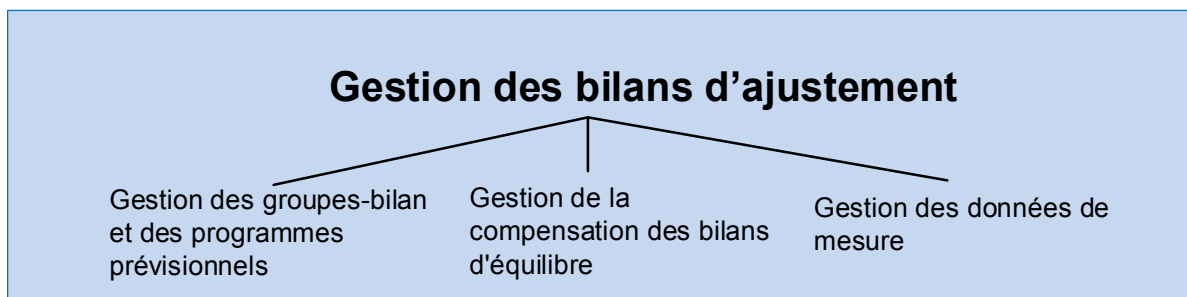 Gestion des bilans d’ajustement
Gestion des groupes-bilan
et des programmes
prévisionnels
Gestion de la
compensation des bilans
d'équilibre
Gestion des données de
mesure